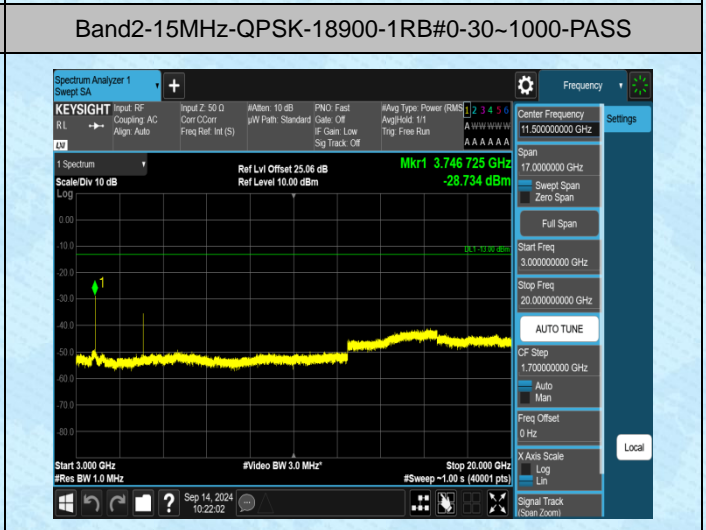 Band2-15MHz-QPSK-18900-1RB#0-30~1000-PASS
Spectrum Analyzer 1
Swept SA
Frequency
KEYSIGHT
RL
LXI
Input: RF
Coupling: AC
Align: Auto
Input Z: 50 Ω
Corr CCorr
Freq Ref: Int (S)
#Atten: 10 dB
µW Path: Standard
PNO: Fast
Gate: Off
IF Gain: Low
Sig Track: Off
#Avg Type: Power (RMS
Avg|Hold: 1/1
Trig: Free Run
1 2 3 4 5 6
A W W W W W
A A A A A A
1 Spectrum
Scale/Div 10 dB
Log
Ref Lvl Offset 25.06 dB
Ref Level 10.00 dBm
Mkr1 3.746 725 GHz
-28.734 dBm
0.00
-10.0
DL1 -13.00 dBm
1
-20.0
-30.0
-40.0
-50.0
-60.0
-70.0
-80.0
Start 3.000 GHz
#Res BW 1.0 MHz
#Video BW 3.0 MHz*
Stop 20.000 GHz
#Sweep ~1.00 s (40001 pts)
Center Frequency
11.500000000 GHz
Settings
Span
17.0000000 GHz
Swept Span
Zero Span
Full Span
Start Freq
3.000000000 GHz
Stop Freq
20.000000000 GHz
AUTO TUNE
CF Step
1.700000000 GHz
Auto
Man
Freq Offset
0 Hz
X Axis Scale
Log
Lin
Local
Signal Track
(Span Zoom)
?
Sep 14, 2024
10:22:02